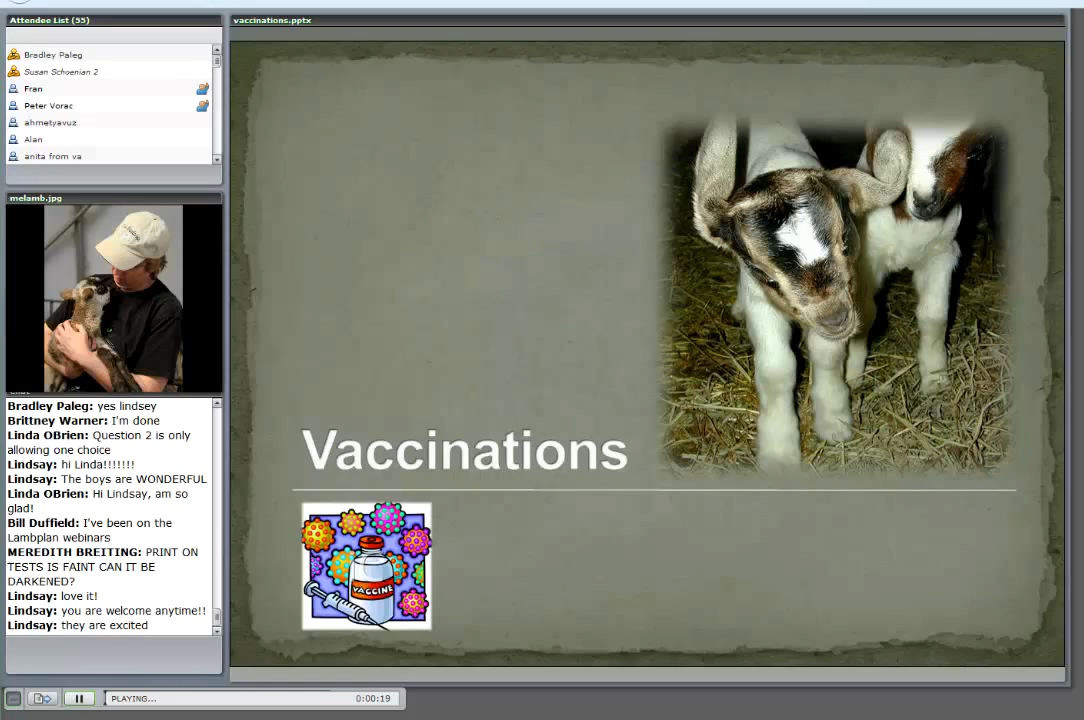 Attendee List (55)
Bradley Paleg
Susan Schoenian 2
Fran
Peter Vorac
ahmetyavuz
Alan
anita from va
melamb.jpg
Bradley Paleg: yes lindsey
Brittney Warner: I'm done
Linda OBrien: Question 2 is only
allowing one choice
Lindsay: hi Linda!!!!!!!
Lindsay: The boys are WONDERFUL
Linda OBrien: Hi Lindsay, am so
glad!
Bill Duffield: I've been on the
Lambplan webinars
MEREDITH BREITING: PRINT ON
TESTS IS FAINT CAN IT BE
DARKENED?
Lindsay: love it!
Lindsay: you are welcome anytime!!
Lindsay: they are excited
vaccinations.pptx
Vaccinations
VACCINE
PLAYING...
0:00:19